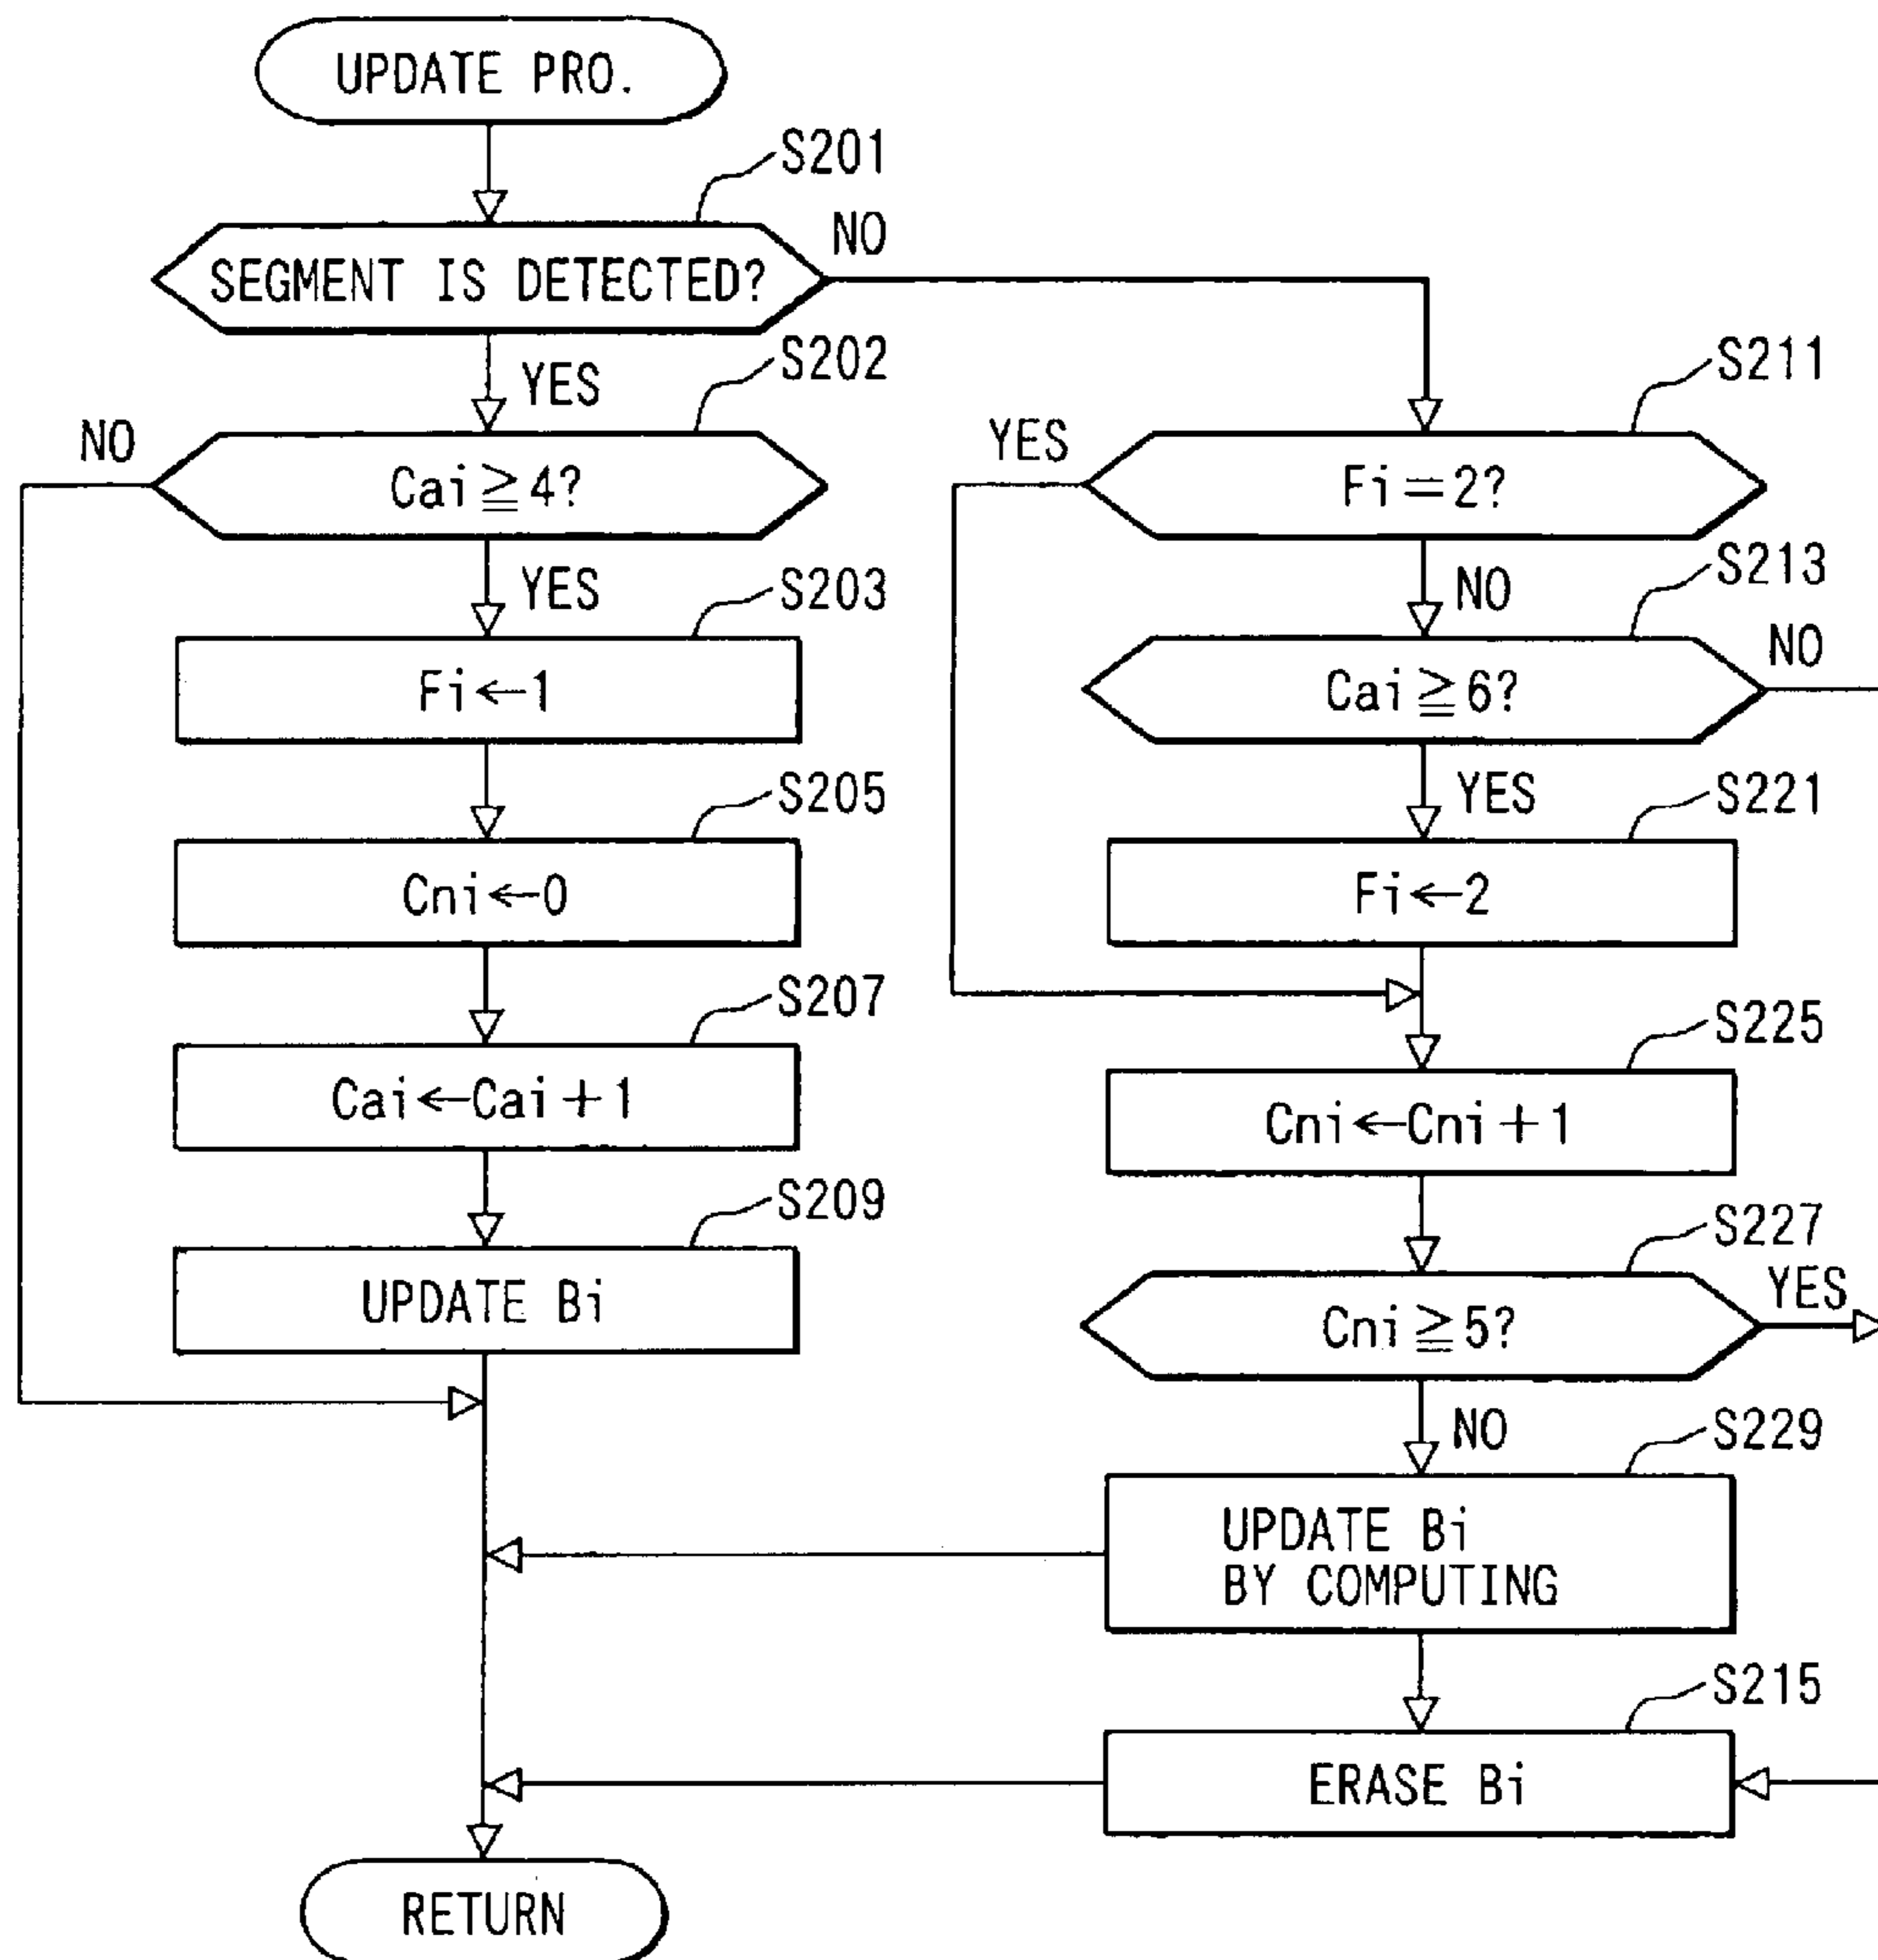 UPDATE PRO.
S201
SEGMENT IS DETECTED?
NO
YES
S202
NO
Cai≧4?
YES
S203
Fi←1
S205
Cni←0
S207
Cai←Cai+1
S209
UPDATE Bi
S211
YES
Fi=2?
NO
S213
Cai≧6?
NO
YES
S221
Fi←2
S225
Cni←Cni+1
S227
Cni≧5?
YES
NO
S229
UPDATE Bi
BY COMPUTING
S215
ERASE Bi
RETURN